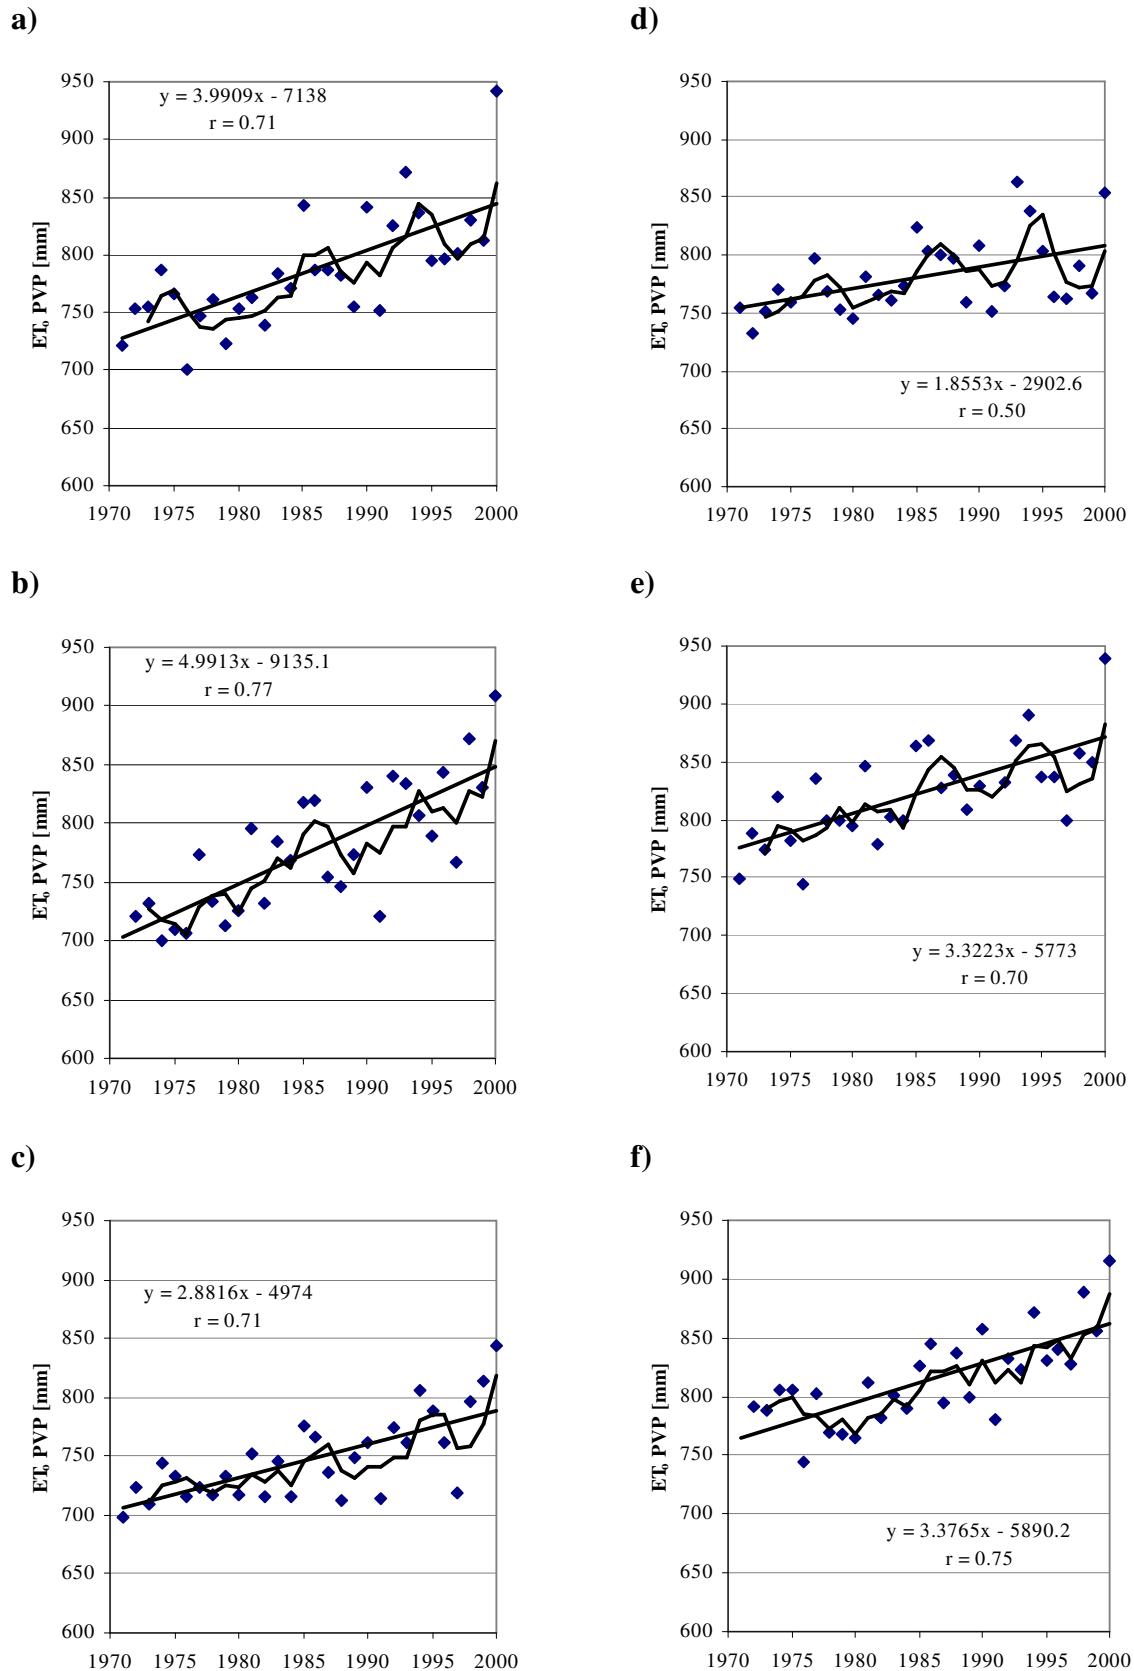 a)
950
900
850
800
750
700
650
600
ETo, PVP [mm]
y = 3.9909x - 7138
r = 0.71
1970 1975 1980 1985 1990 1995 2000
b)
950
900
850
800
750
700
650
600
ETo, PVP [mm]
y = 4.9913x - 9135.1
r = 0.77
1970 1975 1980 1985 1990 1995 2000
c)
950
900
850
800
750
700
650
600
ETo, PVP [mm]
y = 2.8816x - 4974
r = 0.71
1970 1975 1980 1985 1990 1995 2000
d)
950
900
850
800
750
700
650
600
ETo, PVP [mm]
y = 1.8553x - 2902.6
r = 0.50
1970 1975 1980 1985 1990 1995 2000
e)
950
900
850
800
750
700
650
600
ETo, PVP [mm]
y = 3.3223x - 5773
r = 0.70
1970 1975 1980 1985 1990 1995 2000
f)
950
900
850
800
750
700
650
600
ETo, PVP [mm]
y = 3.3765x - 5890.2
r = 0.75
1970 1975 1980 1985 1990 1995 2000